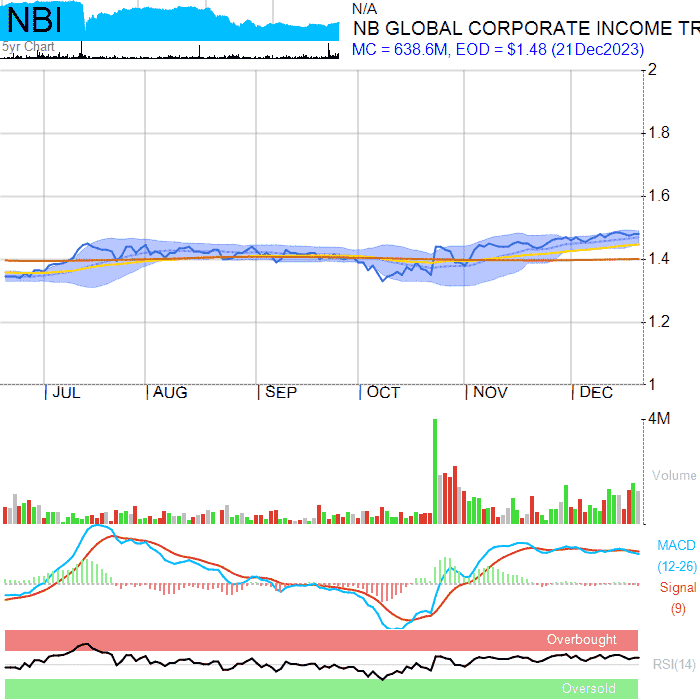 NBI
N/A
NB GLOBAL CORPORATE INCOME TR
MC = 638.6M, EOD = $1.48 (21Dec2023)
5yr Chart
2
1.8
1.6
1.4
1.2
1
JUL AUG SEP OCT NOV DEC
4M
Volume
MACD
(12-26)
Signal
(9)
Overbought
RSI(14)
Oversold